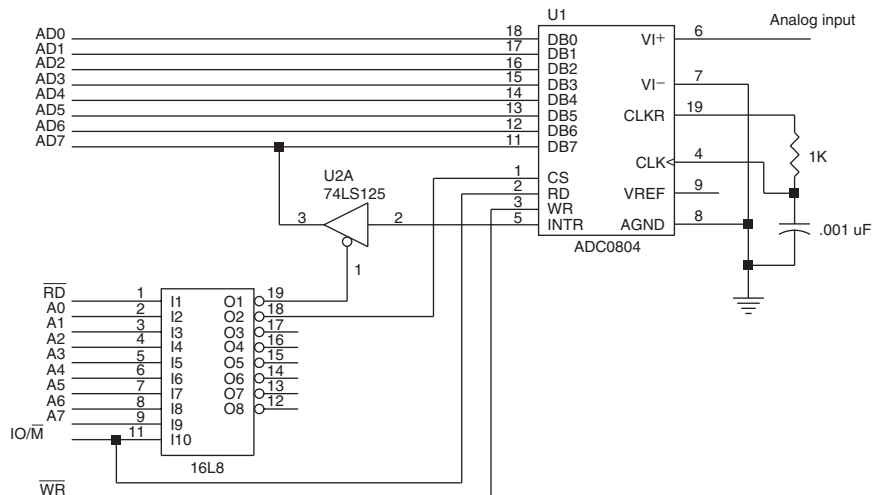 U1
Analog input
AD0 18 DB0 VI+ 6
AD1 17 DB1
AD2 16 DB2
AD3 15 DB3 VI− 7
AD4 14 DB4
AD5 13 DB5 CLKR 19
AD6 12 DB6
AD7 11 DB7
1K
CLK 4
U2A
74LS125
1 CS
2 RD VREF 9
3 WR
3 2 5 INTR AGND 8
.001 uF
ADC0804
1
R̅D̅ 1 I1 O1 19
A0 2 I2 O2 18
A1 3 I3 O3 17
A2 4 I4 O4 16
A3 5 I5 O5 15
A4 6 I6 O6 14
A5 7 I7 O7 13
A6 8 I8 O8 12
A7 9 I9
IO/M̅ 11 I10
16L8
W̅R̅